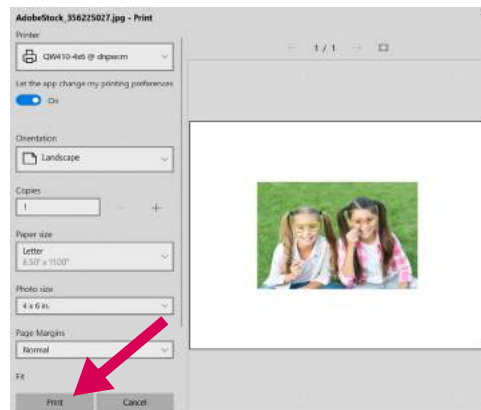 AdobeStock_356225027.jpg - Print
Printer
QW410-4x6 @ dnpwcm
1 / 1
Let the app change my printing preferences
On
Orientation
Landscape
Copies
1
Paper size
Letter
8.50" x 11.00"
Photo size
4 x 6 in.
Page Margins
Normal
Fit
Print
Cancel